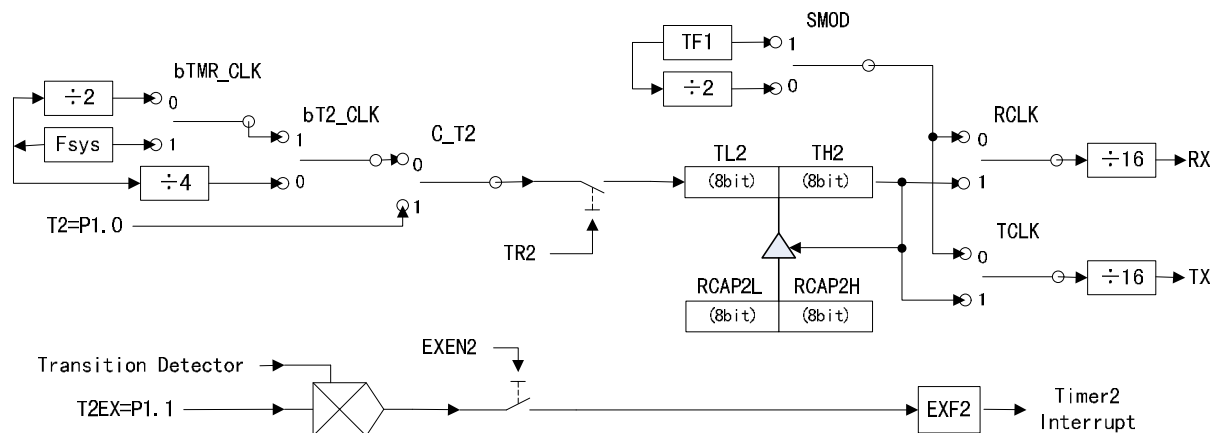 SMOD
TF1
1
÷2
0
bTMR_CLK
÷2
0
Fsys
1
bT2_CLK
1
0
÷4
C_T2
0
1
T2=P1.0
TR2
TL2
(8bit)
TH2
(8bit)
RCAP2L
(8bit)
RCAP2H
(8bit)
RCLK
0
1
÷16
RX
TCLK
0
1
÷16
TX
Transition Detector
T2EX=P1.1
EXEN2
EXF2
Timer2
Interrupt